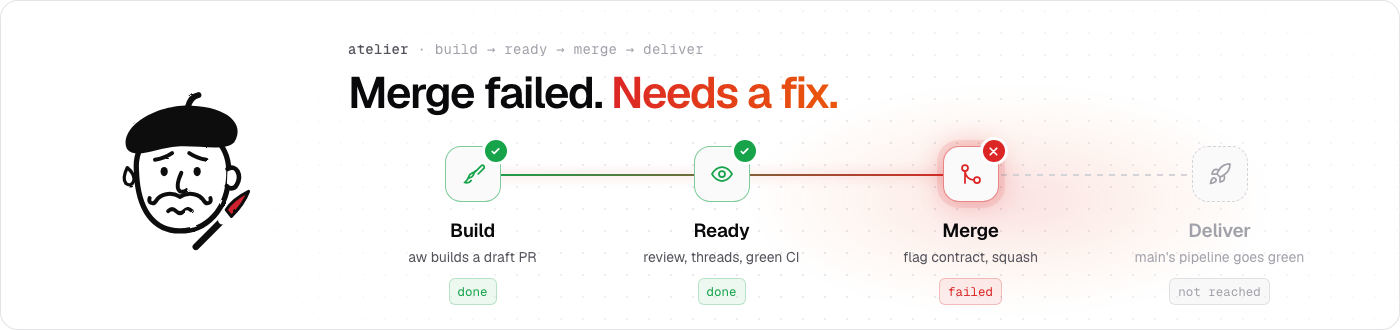 atelier · build → ready → merge → deliver
Merge failed. Needs a fix.
Build
aw builds a draft PR
done
Ready
review, threads, green CI
done
Merge
flag contract, squash
failed
Deliver
main's pipeline goes green
not reached